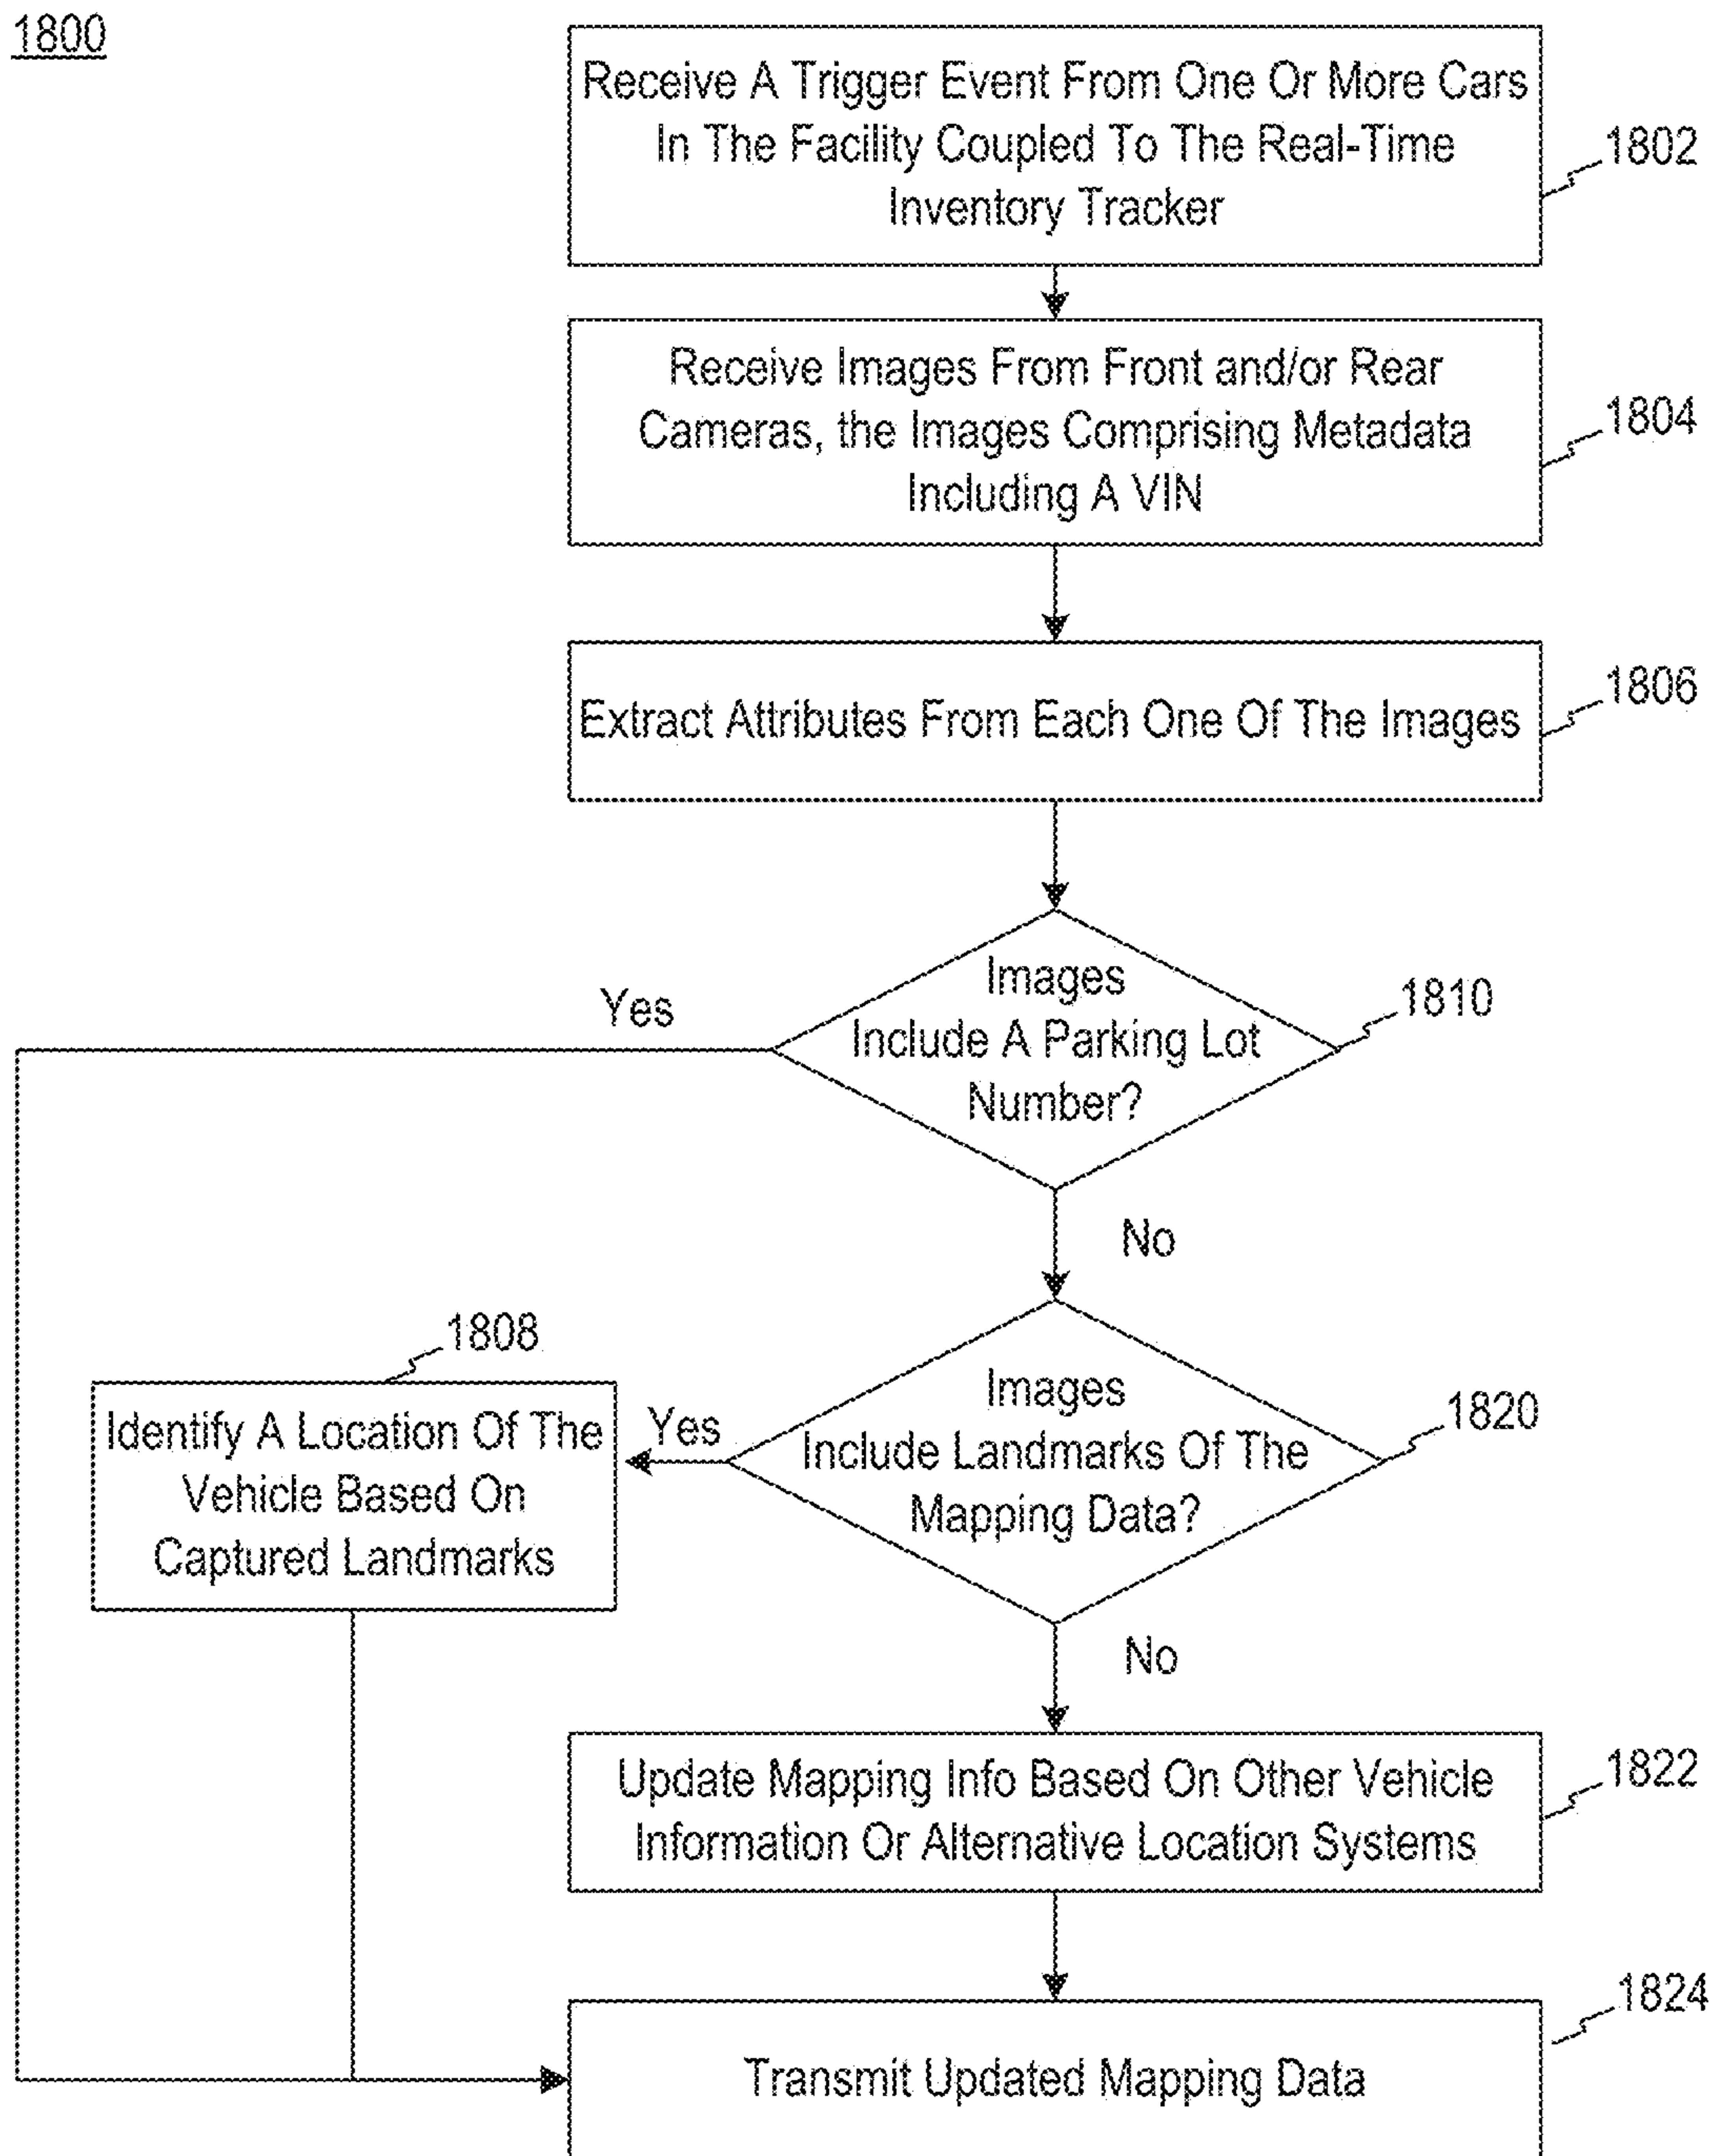 1800
Receive A Trigger Event From One Or More Cars
In The Facility Coupled To The Real-Time
Inventory Tracker
1802
Receive Images From Front and/or Rear
Cameras, the Images Comprising Metadata
Including A VIN
1804
Extract Attributes From Each One Of The Images
1806
Images
Include A Parking Lot
Number?
1810
Yes
No
1808
Identify A Location Of The
Vehicle Based On
Captured Landmarks
Yes
Images
Include Landmarks Of The
Mapping Data?
1820
No
Update Mapping Info Based On Other Vehicle
Information Or Alternative Location Systems
1822
Transmit Updated Mapping Data
1824